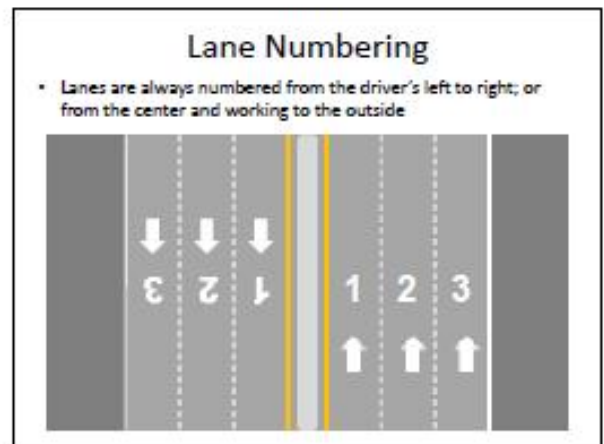 Lane Numbering
• Lanes are always numbered from the driver's left to right; or
from the center and working to the outside
3 2 1 1 2 3